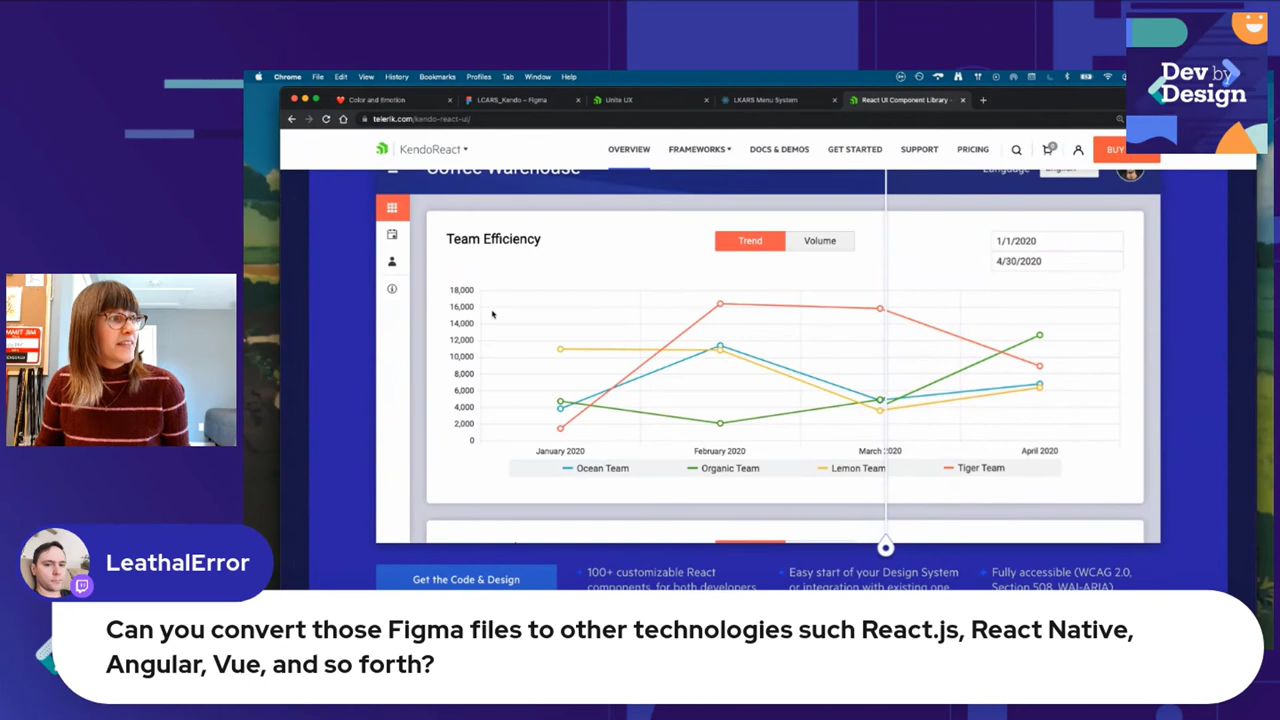 Chrome File Edit View History Bookmarks Profiles Tab Window Help
Dev by
Design
Color and Emotion
LCARS_Kendo – Figma
Unite UX
LKARS Menu System
React UI Component Library -
telerik.com/kendo-react-ui/
KendoReact
OVERVIEW
FRAMEWORKS
DOCS & DEMOS
GET STARTED
SUPPORT
PRICING
BUY
Coffee Warehouse
Language
Team Efficiency
Trend
Volume
1/1/2020
4/30/2020
18,000
16,000
14,000
12,000
10,000
8,000
6,000
4,000
2,000
0
January 2020
February 2020
March 2020
April 2020
Ocean Team
Organic Team
Lemon Team
Tiger Team
Get the Code & Design
100+ customizable React
components, for both developers
Easy start of your Design System
or integration with existing one
Fully accessible (WCAG 2.0,
Section 508, WAI-ARIA)
LeathalError
Can you convert those Figma files to other technologies such React.js, React Native,
Angular, Vue, and so forth?